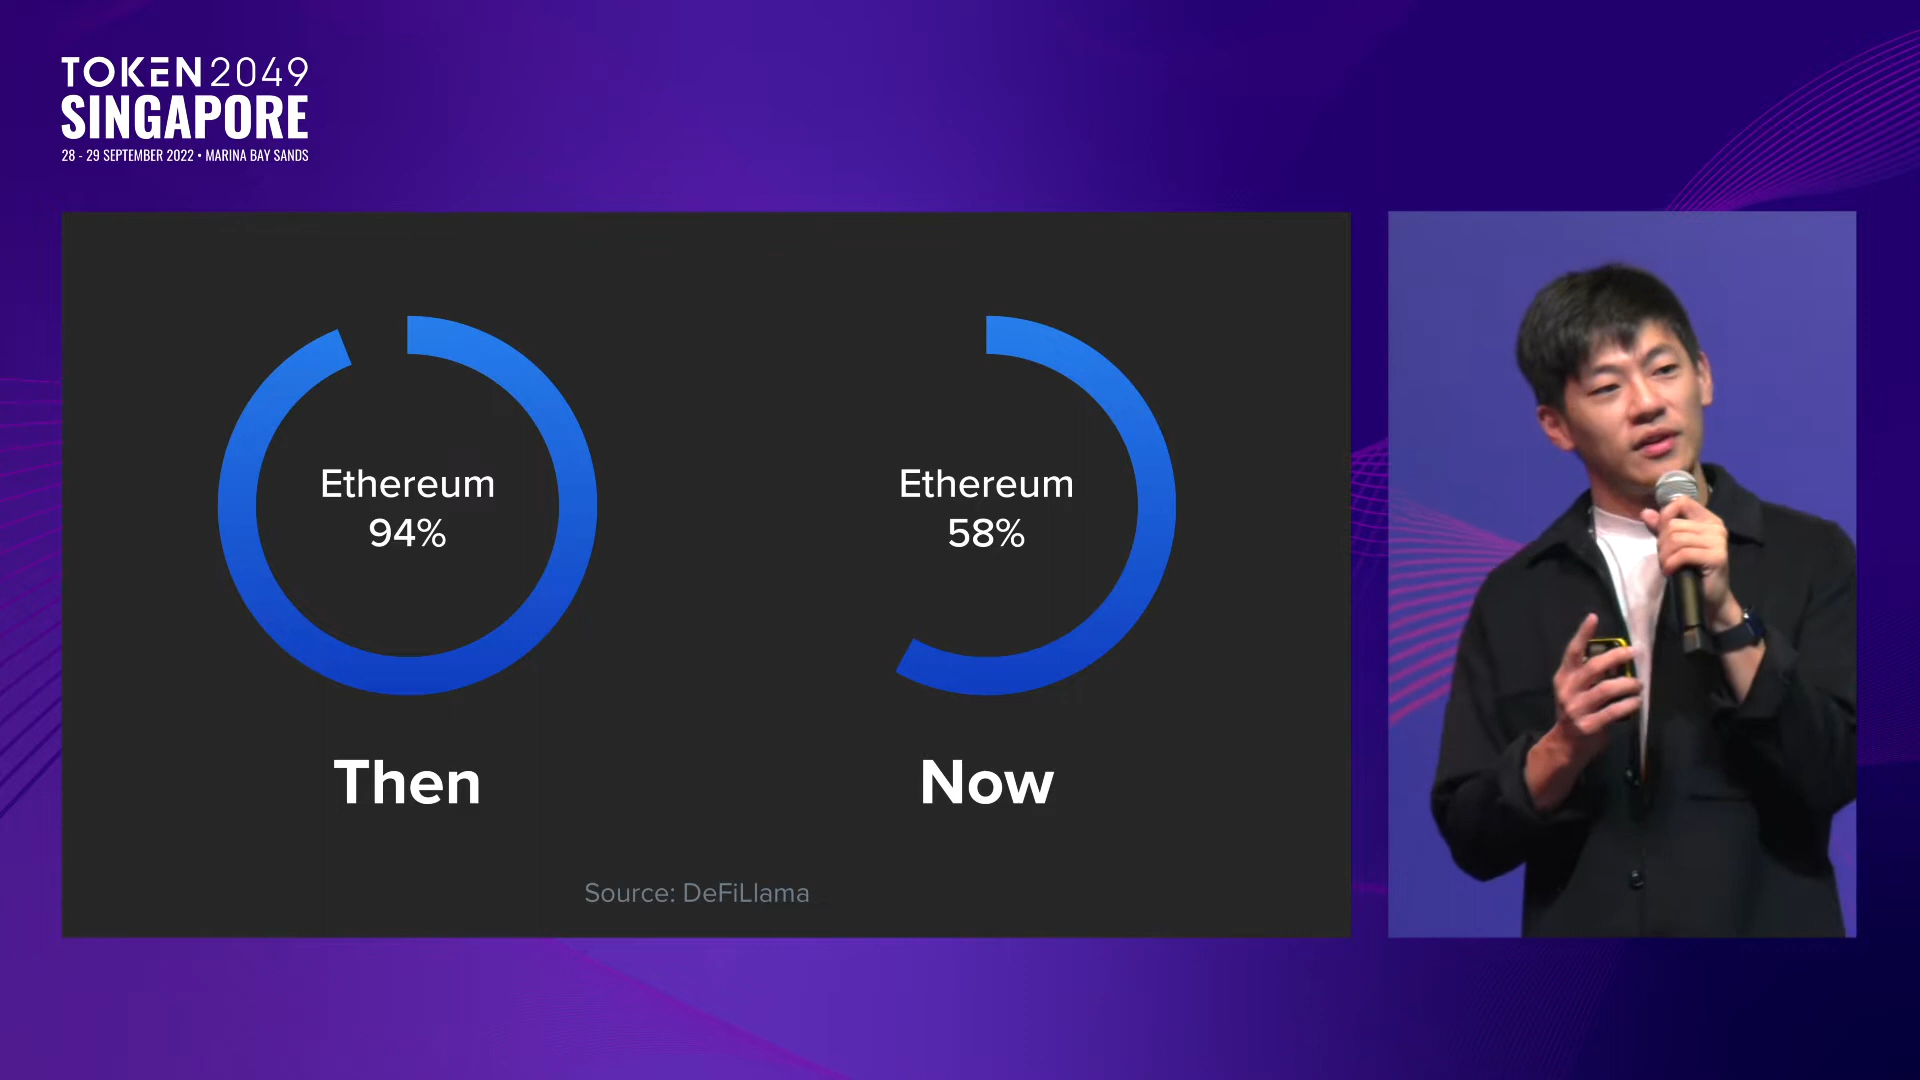 TOKEN2049
SINGAPORE
28 - 29 SEPTEMBER 2022 • MARINA BAY SANDS
Ethereum
94%
Then
Ethereum
58%
Now
Source: DeFiLlama